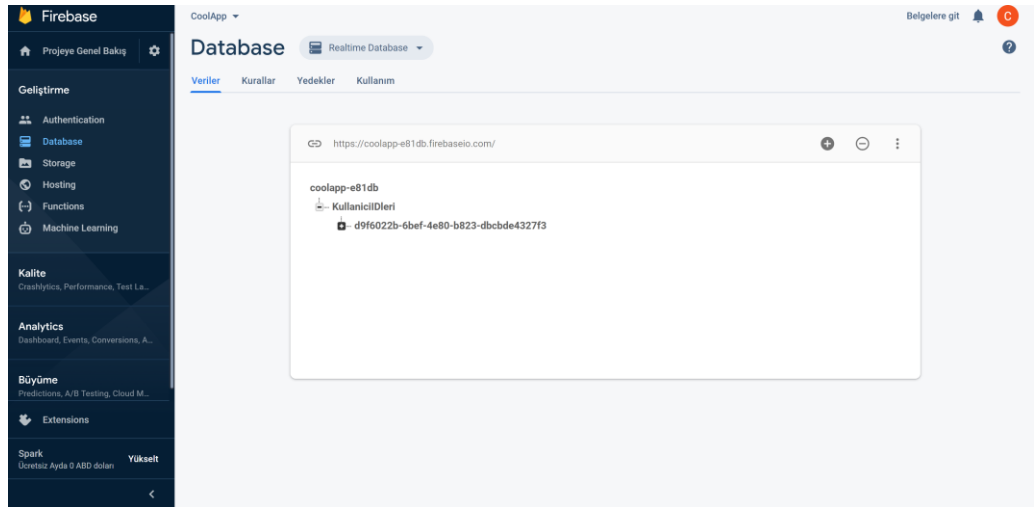 Firebase
Projeye Genel Bakış
Geliştirme
Authentication
Database
Storage
Hosting
Functions
Machine Learning
Kalite
Crashlytics, Performance, Test La...
Analytics
Dashboard, Events, Conversions, A...
Büyüme
Predictions, A/B Testing, Cloud M...
Extensions
Spark
Ücretsiz Ayda 0 ABD doları
Yükselt
CoolApp
Belgelere git
C
Database
Realtime Database
Veriler Kurallar Yedekler Kullanım
https://coolapp-e81db.firebaseio.com/
coolapp-e81db
KullaniciIDleri
d9f6022b-6bef-4e80-b823-dbcbde4327f3